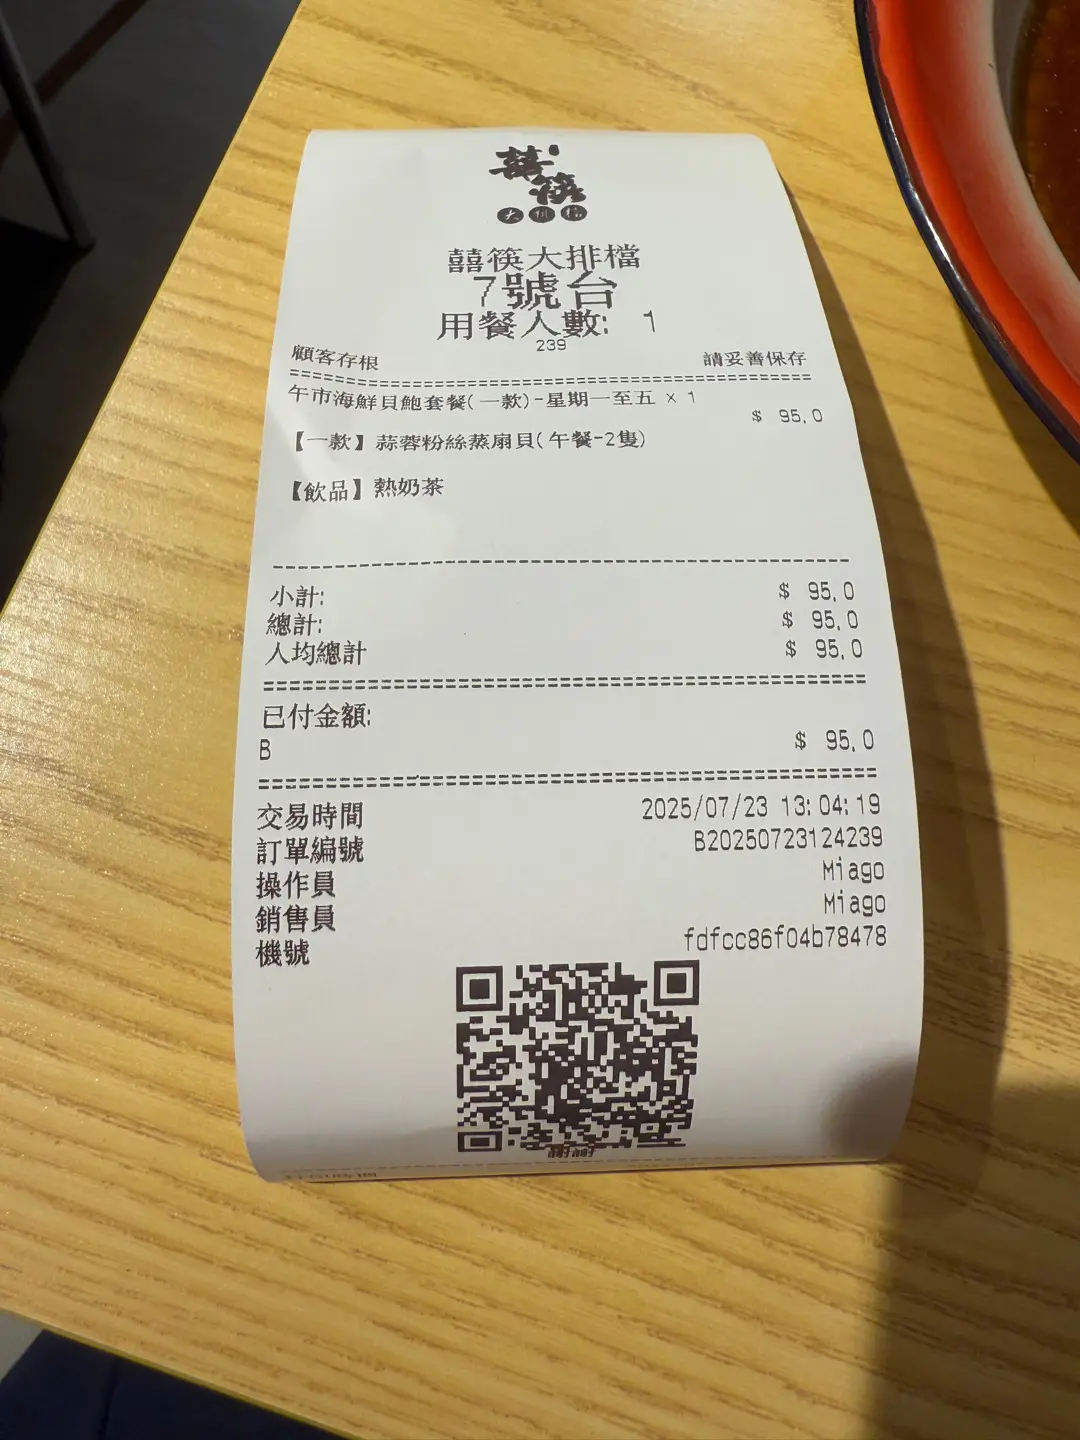 囍筷
大排檔
囍筷大排檔
7號台
用餐人數: 1
239
顧客存根 請妥善保存
午市海鮮貝鮑套餐(一款)-星期一至五 × 1
$ 95.0
【一款】蒜蓉粉絲蒸扇貝(午餐-2隻)
【飲品】熱奶茶
小計: $ 95.0
總計: $ 95.0
人均總計 $ 95.0
已付金額:
B $ 95.0
交易時間 2025/07/23 13:04:19
訂單編號 B20250723124239
操作員 Miago
銷售員 Miago
機號 fdfcc86f04b78478